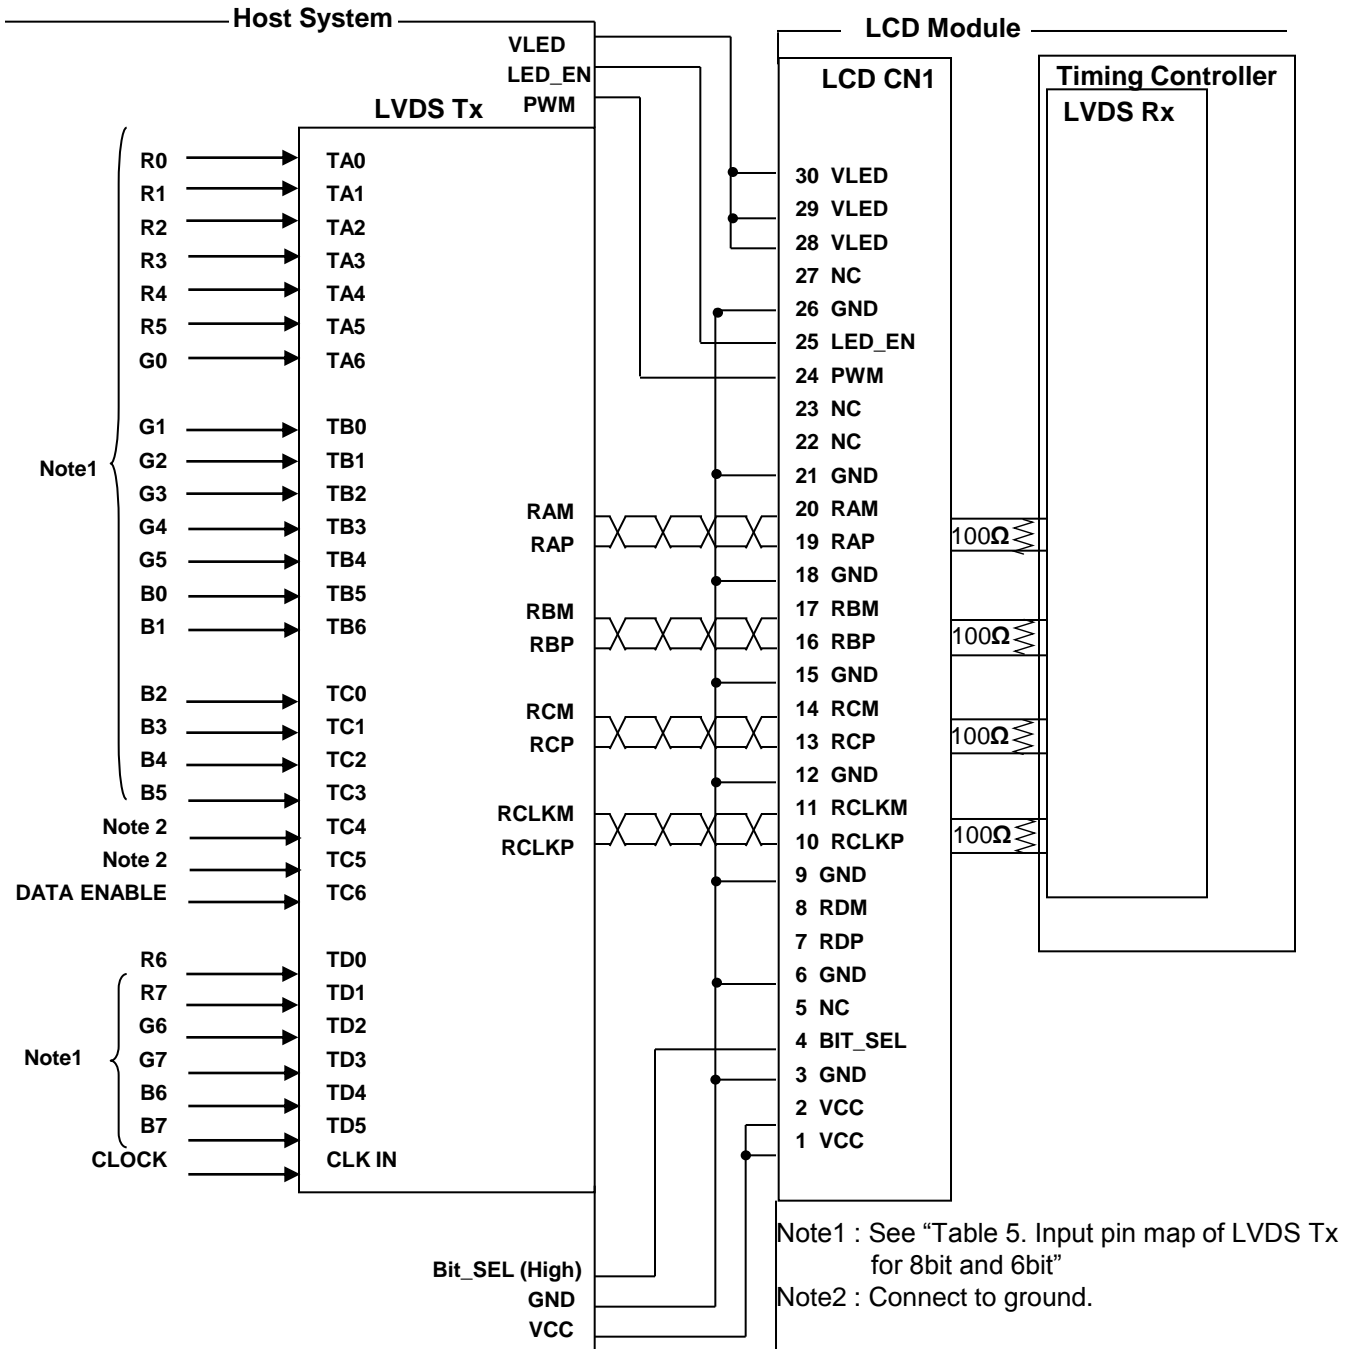 Host System
LCD Module
VLED
LED_EN
PWM
LVDS Tx
LCD CN1
Timing Controller
LVDS Rx
R0 TA0
R1 TA1
R2 TA2
R3 TA3
R4 TA4
R5 TA5
G0 TA6
G1 TB0
G2 TB1
G3 TB2
G4 TB3
G5 TB4
B0 TB5
B1 TB6
Note1
B2 TC0
B3 TC1
B4 TC2
B5 TC3
Note 2 TC4
Note 2 TC5
DATA ENABLE TC6
R6 TD0
R7 TD1
G6 TD2
G7 TD3
B6 TD4
B7 TD5
Note1
CLOCK CLK IN
RAM
RAP
RBM
RBP
RCM
RCP
RCLKM
RCLKP
Bit_SEL (High)
GND
VCC
30 VLED
29 VLED
28 VLED
27 NC
26 GND
25 LED_EN
24 PWM
23 NC
22 NC
21 GND
20 RAM
19 RAP
18 GND
17 RBM
16 RBP
15 GND
14 RCM
13 RCP
12 GND
11 RCLKM
10 RCLKP
9 GND
8 RDM
7 RDP
6 GND
5 NC
4 BIT_SEL
3 GND
2 VCC
1 VCC
100Ω
100Ω
100Ω
100Ω
Note1 : See “Table 5. Input pin map of LVDS Tx
for 8bit and 6bit”
Note2 : Connect to ground.